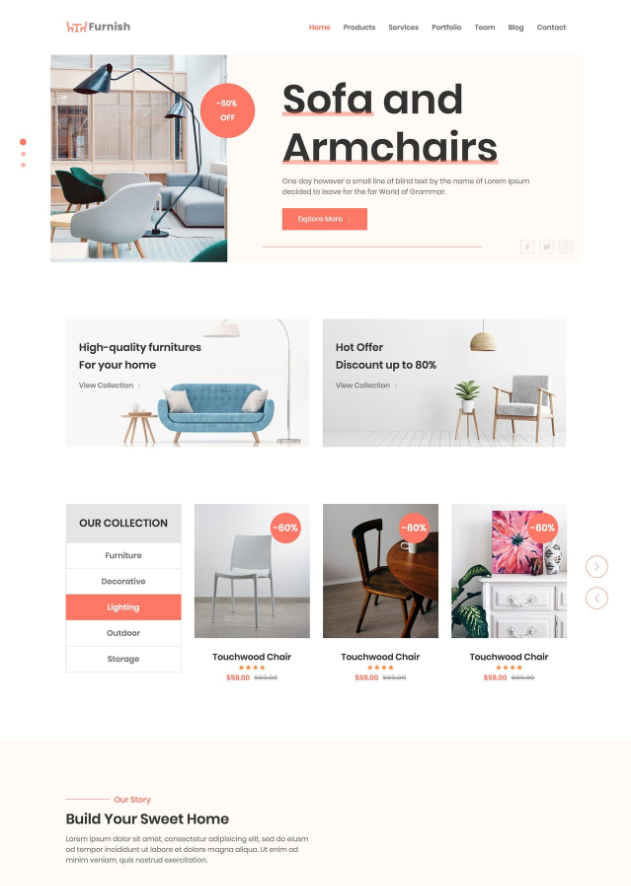 Furnish
Home Products Services Portfolio Team Blog Contact
-50%
OFF
Sofa and
Armchairs
One day however a small line of blind text by the name of Lorem Ipsum
decided to leave for the far World of Grammar.
Explore More
High-quality furnitures
For your home
View Collection
Hot Offer
Discount up to 80%
View Collection
OUR COLLECTION
Furniture
Decorative
Lighting
Outdoor
Storage
-60%
-60%
-60%
Touchwood Chair
$59.00 $69.00
Touchwood Chair
$59.00 $69.00
Touchwood Chair
$59.00 $69.00
Our Story
Build Your Sweet Home
Lorem ipsum dolor sit amet, consectetur adipisicing elit, sed do eiusm
od tempor incididunt ut labore et dolore magna aliqua. Ut enim ad
minim veniam, quis nostrud exercitation.